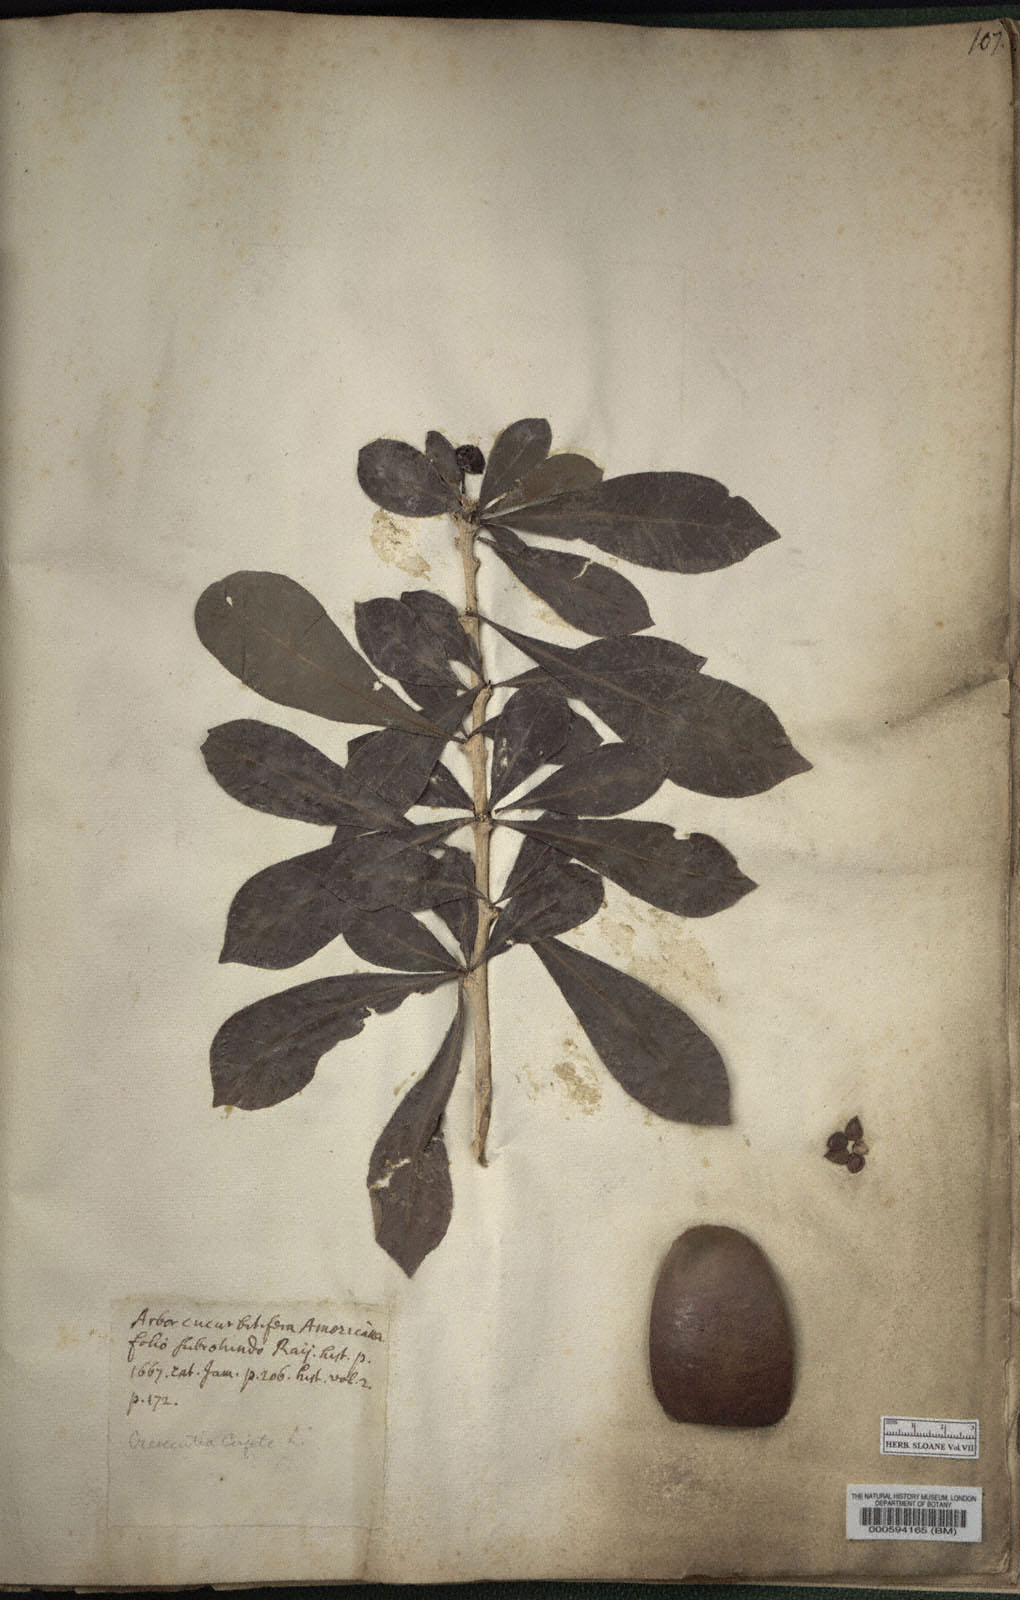 107.
Arbor cucurbitifera Americana
folio subrotundo Raij. hist. p.
1667. cat. Jam. p. 206. hist. vol. 2.
p. 172.
Crescentia Cujete L.
HERB. SLOANE Vol. VII
THE NATURAL HISTORY MUSEUM, LONDON
DEPARTMENT OF BOTANY
000594165 (BM)